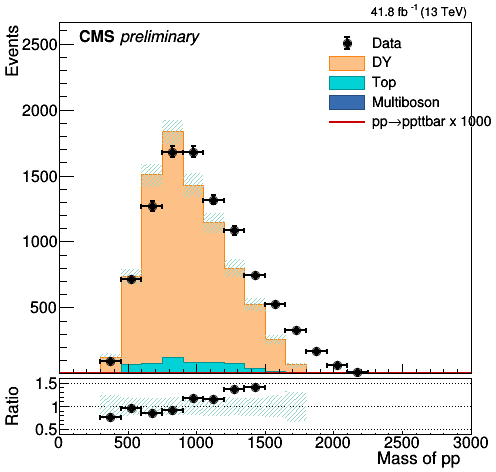 41.8 fb⁻¹ (13 TeV)
CMS preliminary
Events
2500
2000
1500
1000
500
Data
DY
Top
Multiboson
pp→ppttbar x 1000
Ratio
1.5
1
0.5
0 500 1000 1500 2000 2500 3000
Mass of pp